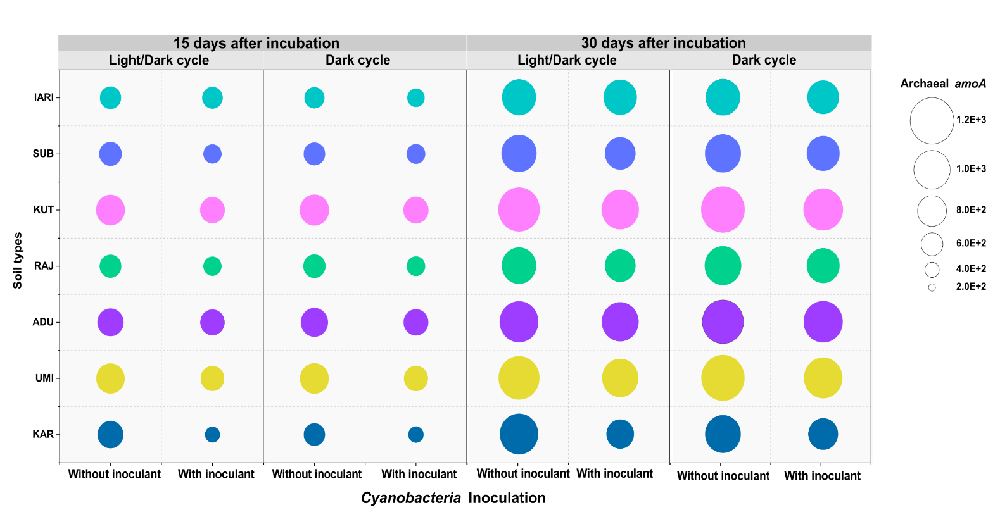 15 days after incubation
30 days after incubation
Light/Dark cycle
Dark cycle
Light/Dark cycle
Dark cycle
Archaeal amoA
1.2E+3
1.0E+3
8.0E+2
6.0E+2
4.0E+2
2.0E+2
Soil types
IARI
SUB
KUT
RAJ
ADU
UMI
KAR
Without inoculant
With inoculant
Without inoculant
With inoculant
Without inoculant
With inoculant
Without inoculant
With inoculant
Cyanobacteria Inoculation